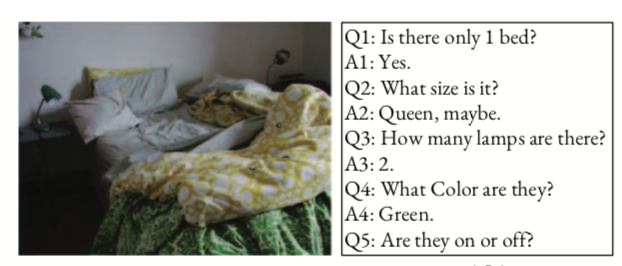 Q1: Is there only 1 bed?
A1: Yes.
Q2: What size is it?
A2: Queen, maybe.
Q3: How many lamps are there?
A3: 2.
Q4: What Color are they?
A4: Green.
Q5: Are they on or off?